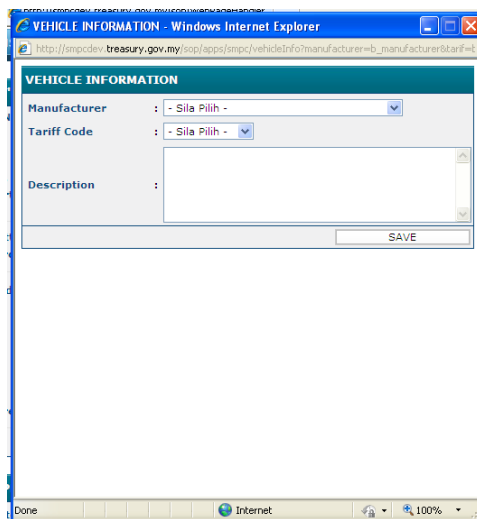 VEHICLE INFORMATION - Windows Internet Explorer
http://smpcdev.treasury.gov.my/sop/apps/smpc/vehicleInfo?manufacturer=b_manufacturer&tarif=t
VEHICLE INFORMATION
Manufacturer : - Sila Pilih -
Tariff Code : - Sila Pilih -
Description :
SAVE
Done Internet 100%